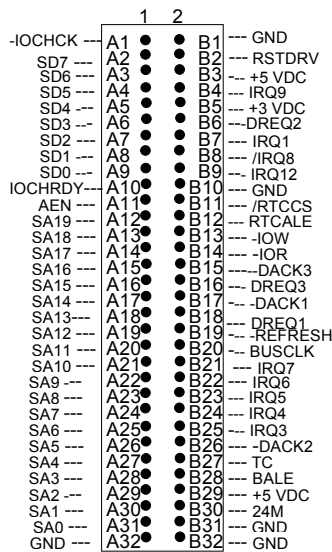 1 2
-IOCHCK --- A1 B1 --- GND
SD7 --- A2 B2 --- RSTDRV
SD6 --- A3 B3 --- +5 VDC
SD5 --- A4 B4 --- IRQ9
SD4 --- A5 B5 --- +3 VDC
SD3 --- A6 B6 ---DREQ2
SD2 --- A7 B7 --- IRQ1
SD1 --- A8 B8 --- /IRQ8
SD0 --- A9 B9 --- IRQ12
IOCHRDY--- A10 B10 --- GND
AEN --- A11 B11 --- /RTCCS
SA19 --- A12 B12 --- RTCALE
SA18 --- A13 B13 --- -IOW
SA17 --- A14 B14 --- -IOR
SA16 --- A15 B15 ----DACK3
SA15 --- A16 B16 --- DREQ3
SA14 --- A17 B17 --- -DACK1
SA13--- A18 B18 --- DREQ1
SA12 --- A19 B19 --- -REFRESH
SA11 --- A20 B20 --- BUSCLK
SA10 --- A21 B21 --- IRQ7
SA9 --- A22 B22 --- IRQ6
SA8 --- A23 B23 --- IRQ5
SA7 --- A24 B24 --- IRQ4
SA6 --- A25 B25 --- IRQ3
SA5 --- A26 B26 --- -DACK2
SA4 --- A27 B27 --- TC
SA3 --- A28 B28 --- BALE
SA2 --- A29 B29 --- +5 VDC
SA1 --- A30 B30 --- 24M
SA0 --- A31 B31 --- GND
GND --- A32 B32 --- GND